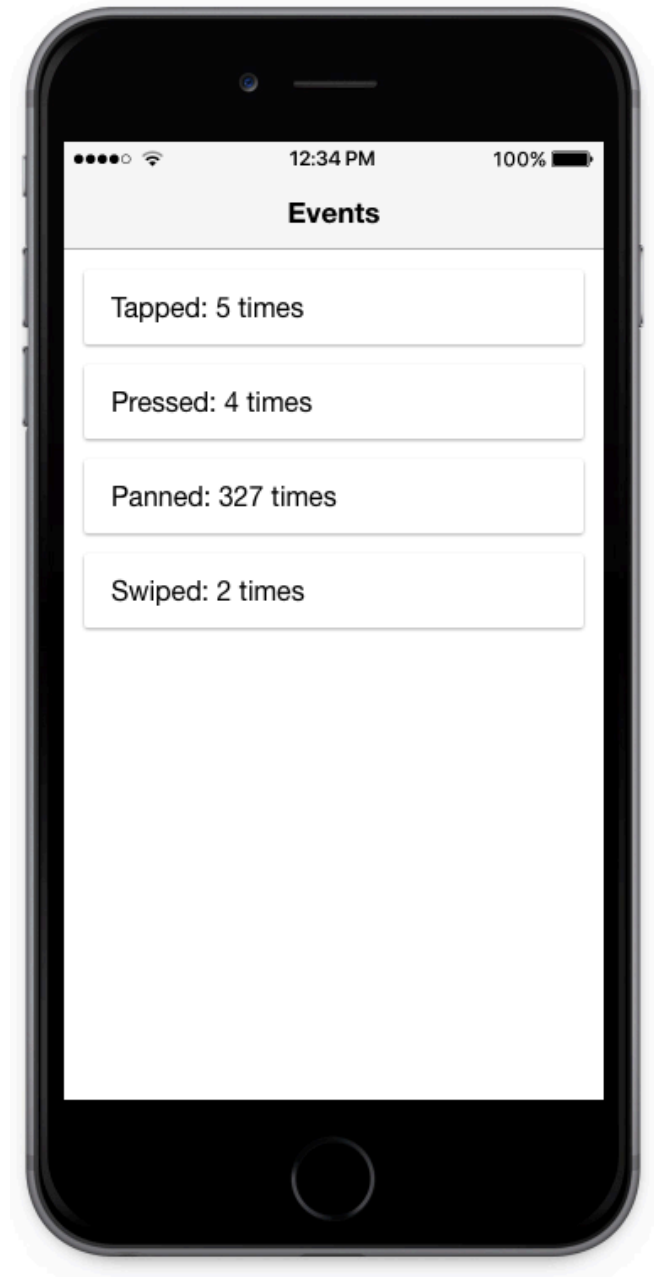 12:34 PM 100%
Events
Tapped: 5 times
Pressed: 4 times
Panned: 327 times
Swiped: 2 times